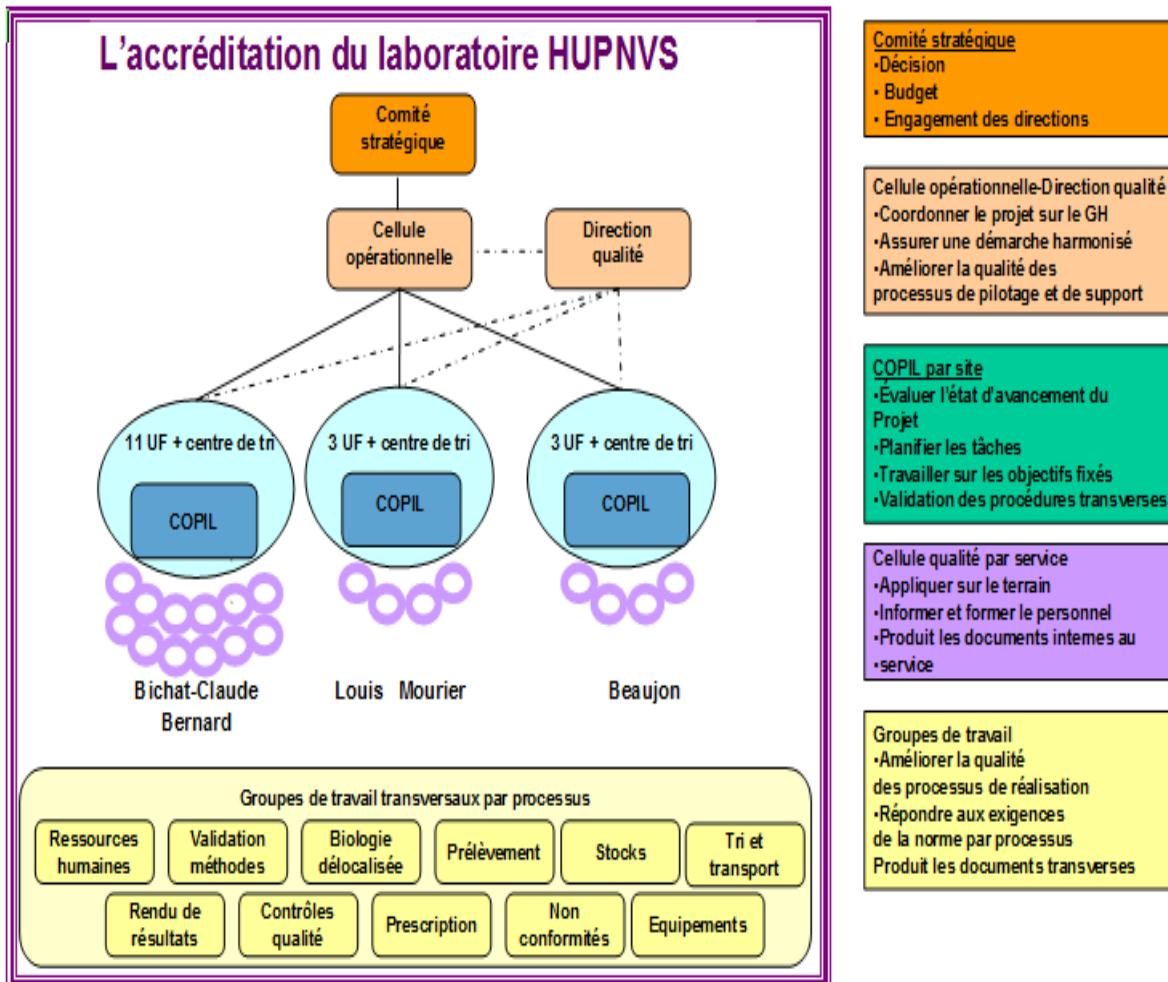 L'accréditation du laboratoire HUPNVS
Comité
stratégique
Cellule
opérationnelle
Direction
qualité
11 UF + centre de tri
COPIL
3 UF + centre de tri
COPIL
3 UF + centre de tri
COPIL
Bichat-Claude
Bernard
Louis Mourier
Beaujon
Groupes de travail transversaux par processus
Ressources
humaines
Validation
méthodes
Biologie
délocalisée
Prélèvement
Stocks
Tri et
transport
Rendu de
résultats
Contrôles
qualité
Prescription
Non
conformités
Equipements
Comité stratégique
•Décision
• Budget
• Engagement des directions
Cellule opérationnelle-Direction qualité
•Coordonner le projet sur le GH
•Assurer une démarche harmonisé
•Améliorer la qualité des
processus de pilotage et de support
COPIL par site
•Évaluer l'état d'avancement du
Projet
•Planifier les tâches
•Travailler sur les objectifs fixés
•Validation des procédures transverses
Cellule qualité par service
•Appliquer sur le terrain
•Informer et former le personnel
•Produit les documents internes au
•service
Groupes de travail
•Améliorer la qualité
des processus de réalisation
•Répondre aux exigences
de la norme par processus
Produit les documents transverses